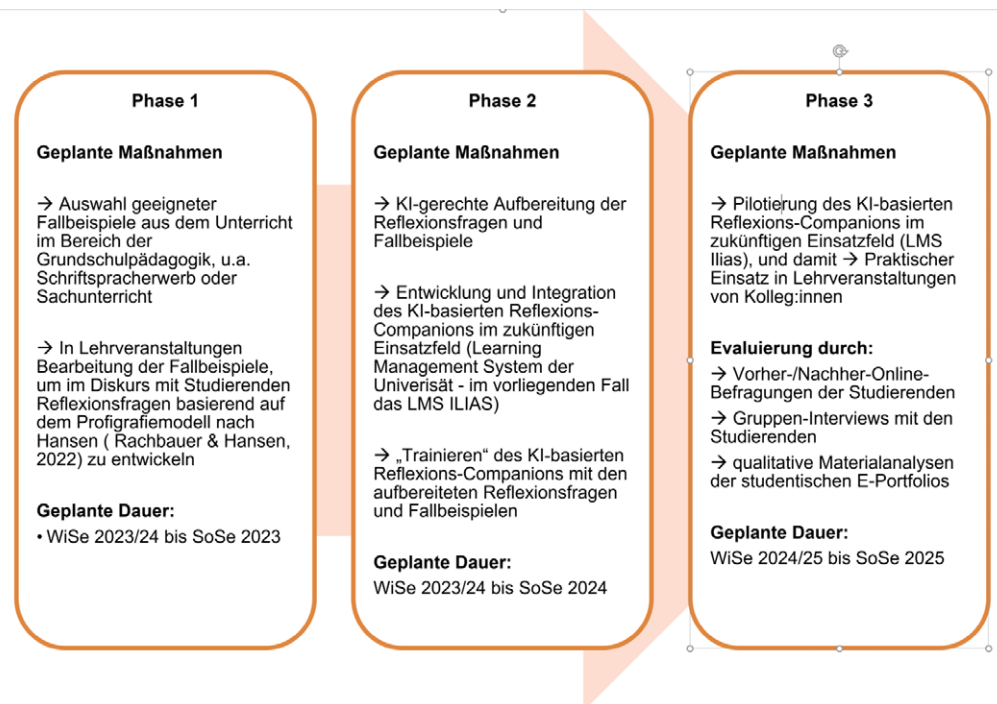 Phase 1
Geplante Maßnahmen
→ Auswahl geeigneter
Fallbeispiele aus dem Unterricht
im Bereich der
Grundschulpädagogik, u.a.
Schriftspracherwerb oder
Sachunterricht
→ In Lehrveranstaltungen
Bearbeitung der Fallbeispiele,
um im Diskurs mit Studierenden
Reflexionsfragen basierend auf
dem Profigrafiemodell nach
Hansen ( Rachbauer & Hansen,
2022) zu entwickeln
Geplante Dauer:
• WiSe 2023/24 bis SoSe 2023
Phase 2
Geplante Maßnahmen
→ KI-gerechte Aufbereitung der
Reflexionsfragen und
Fallbeispiele
→ Entwicklung und Integration
des KI-basierten Reflexions-
Companions im zukünftigen
Einsatzfeld (Learning
Management System der
Univerisät - im vorliegenden Fall
das LMS ILIAS)
→ „Trainieren“ des KI-basierten
Reflexions-Companions mit den
aufbereiteten Reflexionsfragen
und Fallbeispielen
Geplante Dauer:
WiSe 2023/24 bis SoSe 2024
Phase 3
Geplante Maßnahmen
→ Pilotierung des KI-basierten
Reflexions-Companions im
zukünftigen Einsatzfeld (LMS
Ilias), und damit → Praktischer
Einsatz in Lehrveranstaltungen
von Kolleg:innen
Evaluierung durch:
→ Vorher-/Nachher-Online-
Befragungen der Studierenden
→ Gruppen-Interviews mit den
Studierenden
→ qualitative Materialanalysen
der studentischen E-Portfolios
Geplante Dauer:
WiSe 2024/25 bis SoSe 2025